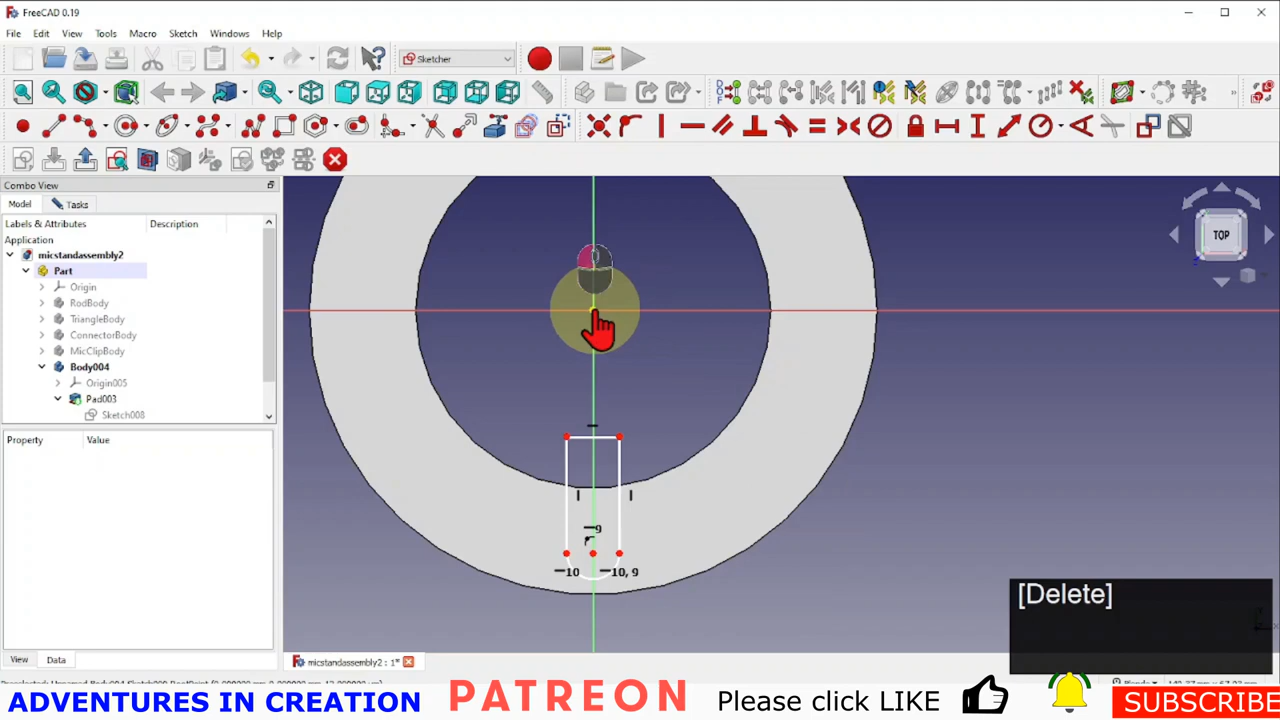 FreeCAD 0.19
File Edit View Tools Macro Sketch Windows Help
Sketcher
Combo View
Model Tasks
Labels & Attributes Description
Application
micstandassembly2
Part
Origin
RodBody
TriangleBody
ConnectorBody
MicClipBody
Body004
Origin005
Pad003
Sketch008
Property Value
TOP
9
10
10, 9
[Delete]
View Data
micstandassembly2 : 1*
ADVENTURES IN CREATION PATREON Please click LIKE SUBSCRIBE